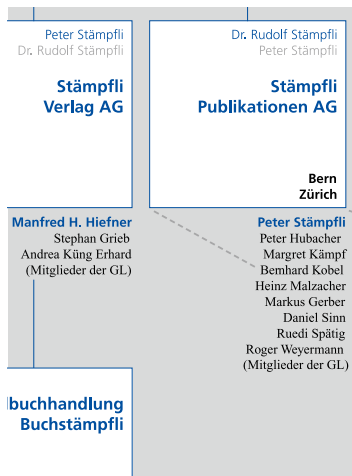 Peter Stämpfli
Dr. Rudolf Stämpfli
Stämpfli
Verlag AG
Manfred H. Hiefner
Stephan Grieb
Andrea Küng Erhard
(Mitglieder der GL)
lbuchhandlung
Buchstämpfli
Dr. Rudolf Stämpfli
Peter Stämpfli
Stämpfli
Publikationen AG
Bern
Zürich
Peter Stämpfli
Peter Hubacher
Margret Kämpf
Bernhard Kobel
Heinz Malzacher
Markus Gerber
Daniel Sinn
Ruedi Spätig
Roger Weyermann
(Mitglieder der GL)